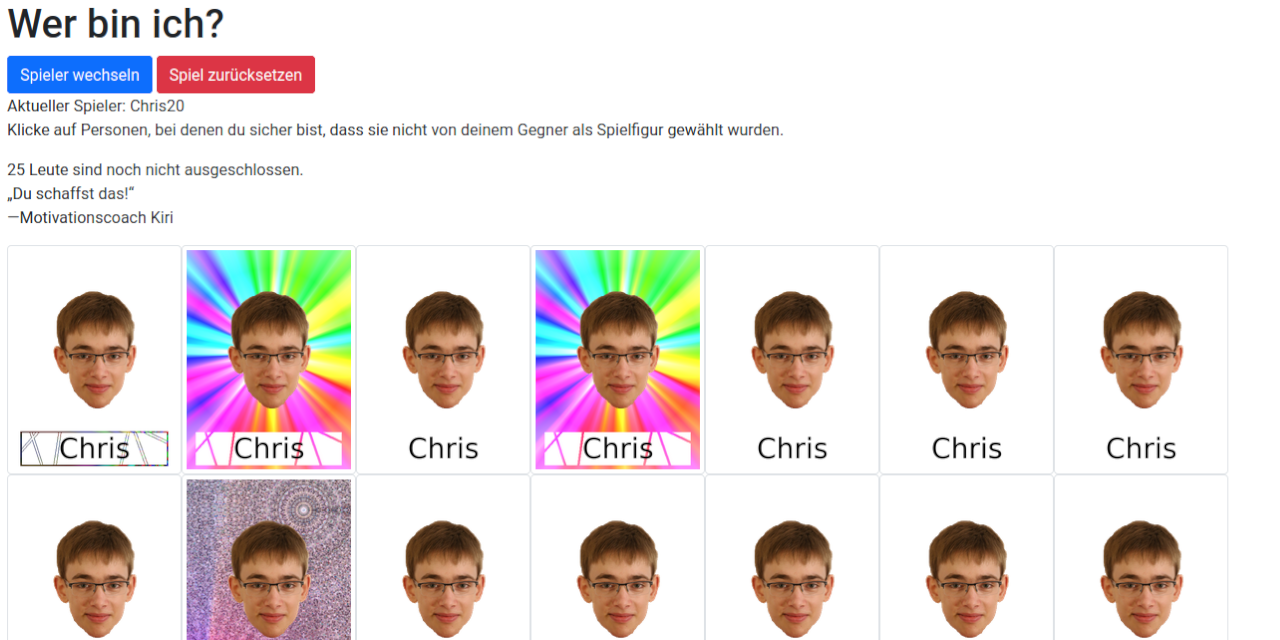 Wer bin ich?
Spieler wechseln Spiel zurücksetzen
Aktueller Spieler: Chris20
Klicke auf Personen, bei denen du sicher bist, dass sie nicht von deinem Gegner als Spielfigur gewählt wurden.
25 Leute sind noch nicht ausgeschlossen.
„Du schaffst das!“
—Motivationscoach Kiri
Chris Chris Chris Chris Chris Chris Chris